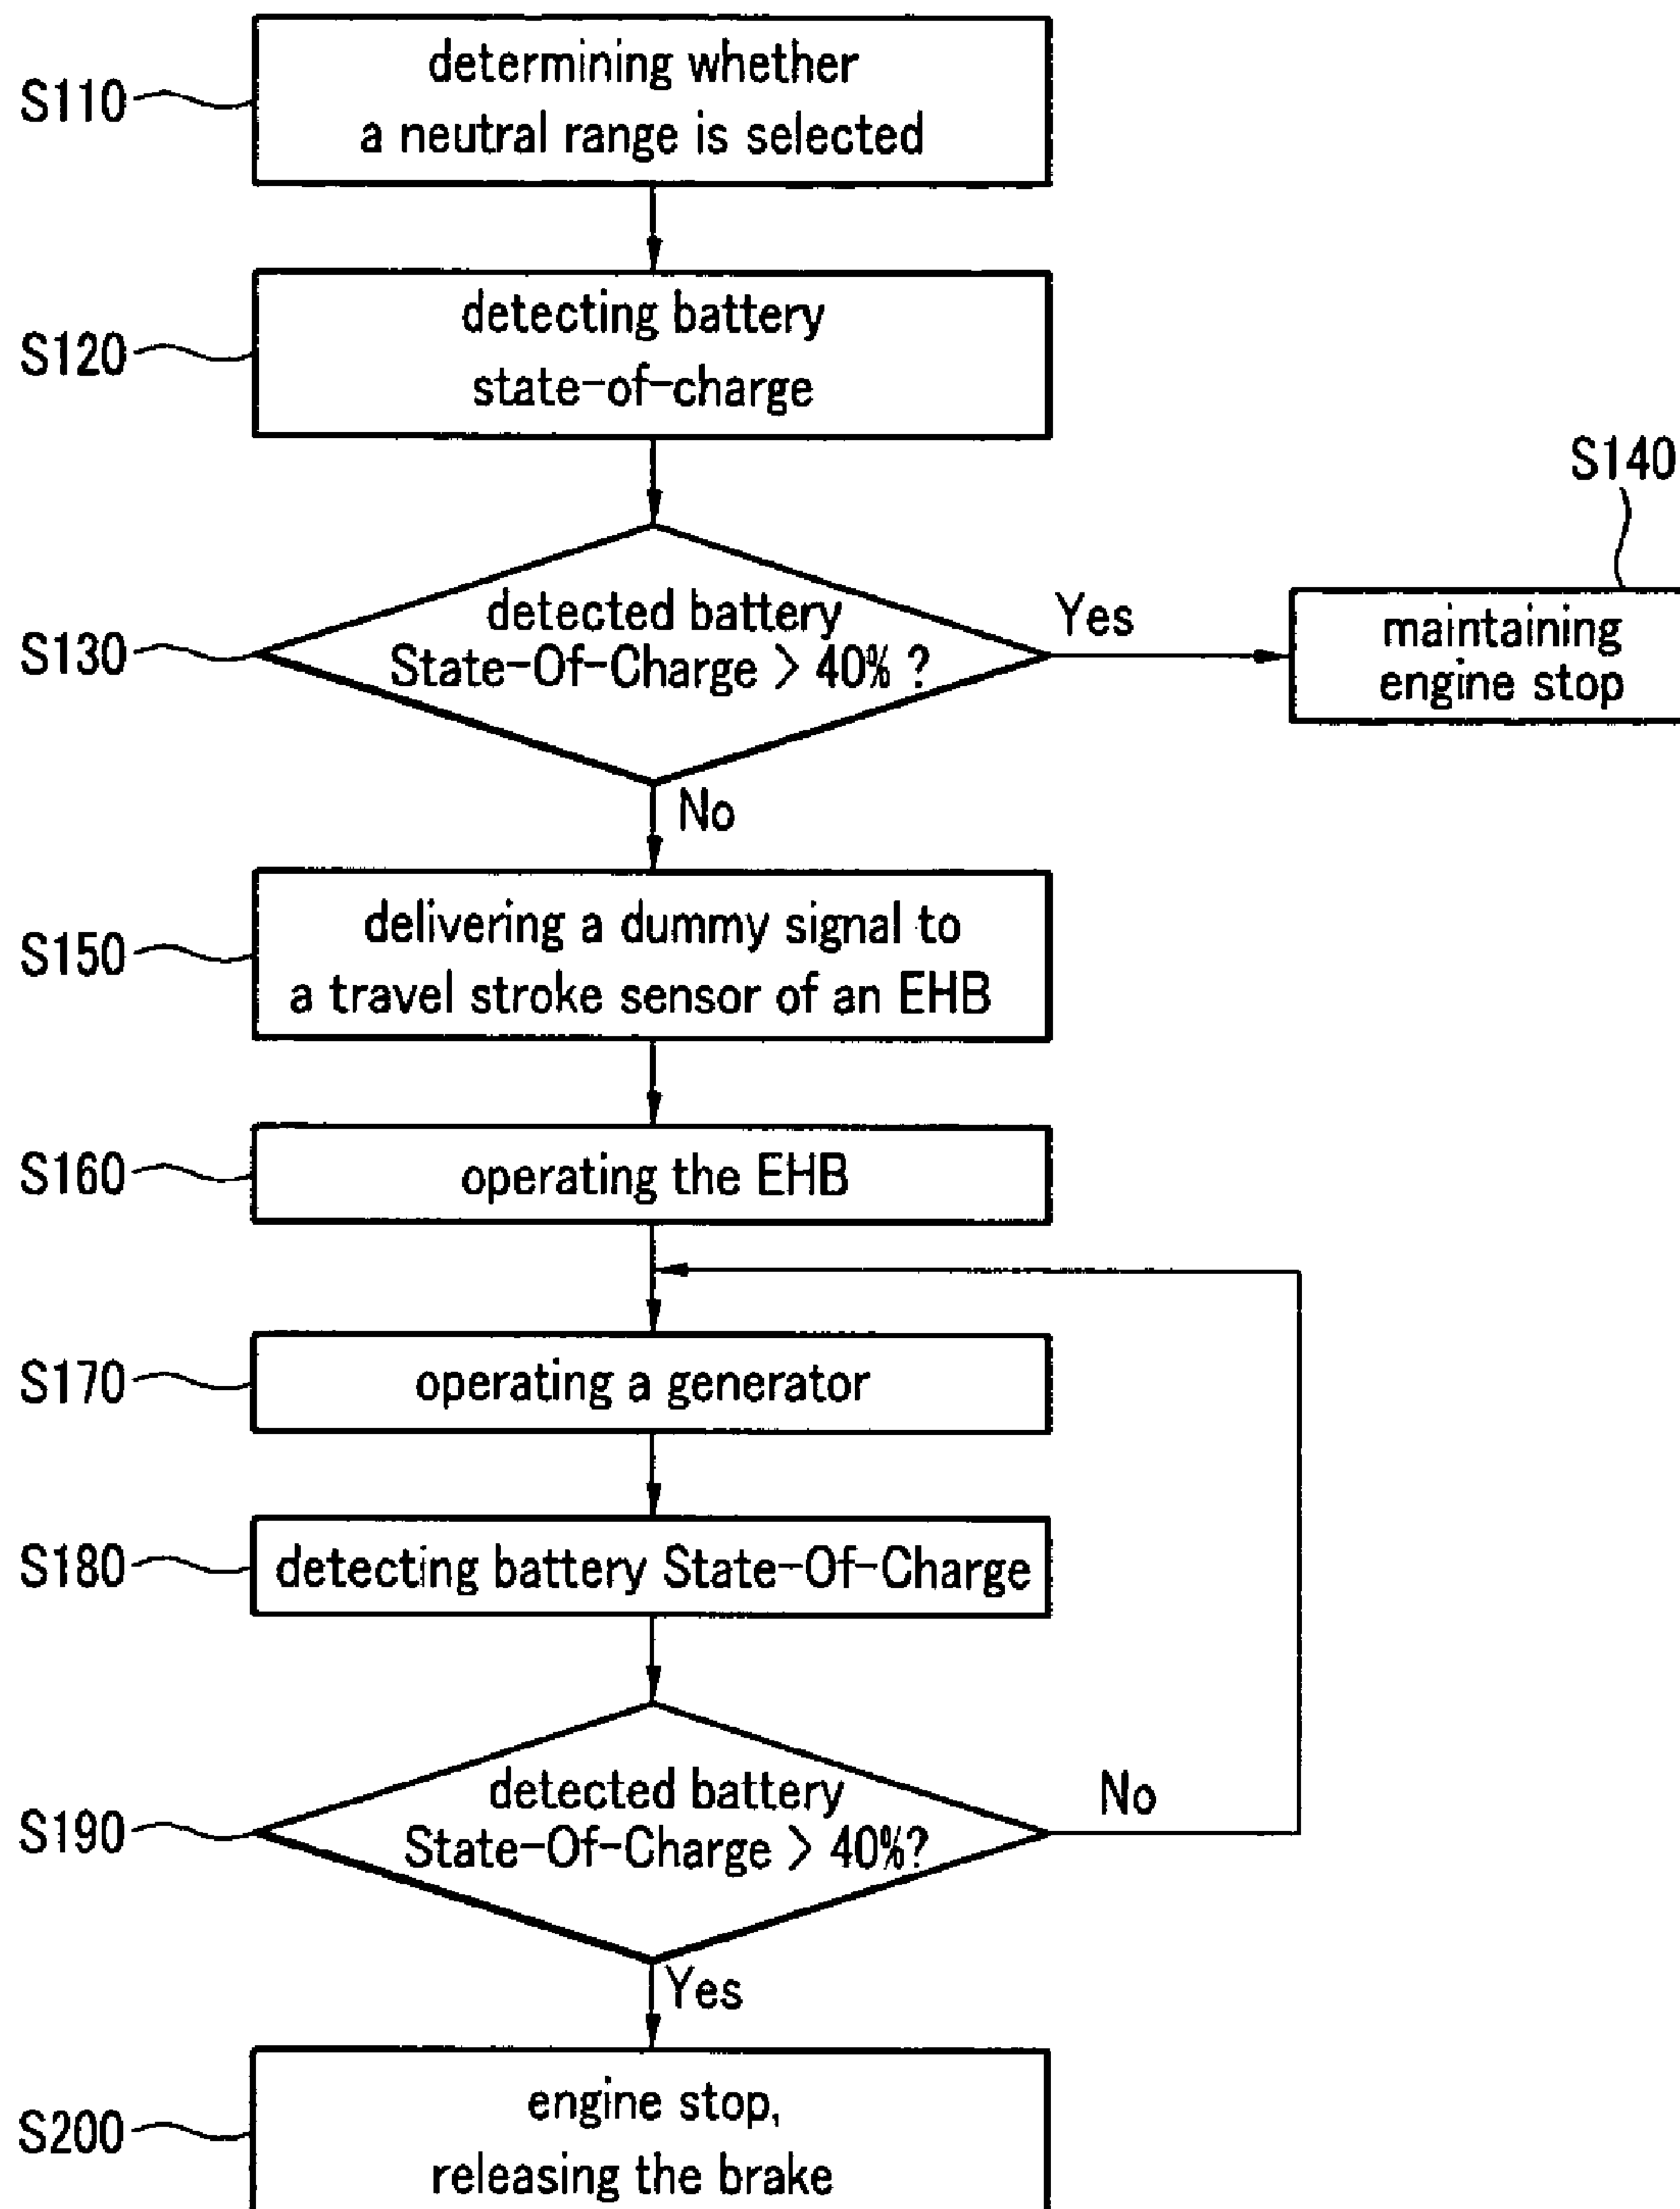 S110
determining whether
a neutral range is selected
S120
detecting battery
state-of-charge
S130
detected battery
State-Of-Charge > 40% ?
Yes
S140
maintaining
engine stop
No
S150
delivering a dummy signal to
a travel stroke sensor of an EHB
S160
operating the EHB
S170
operating a generator
S180
detecting battery State-Of-Charge
S190
detected battery
State-Of-Charge > 40%?
No
Yes
S200
engine stop,
releasing the brake